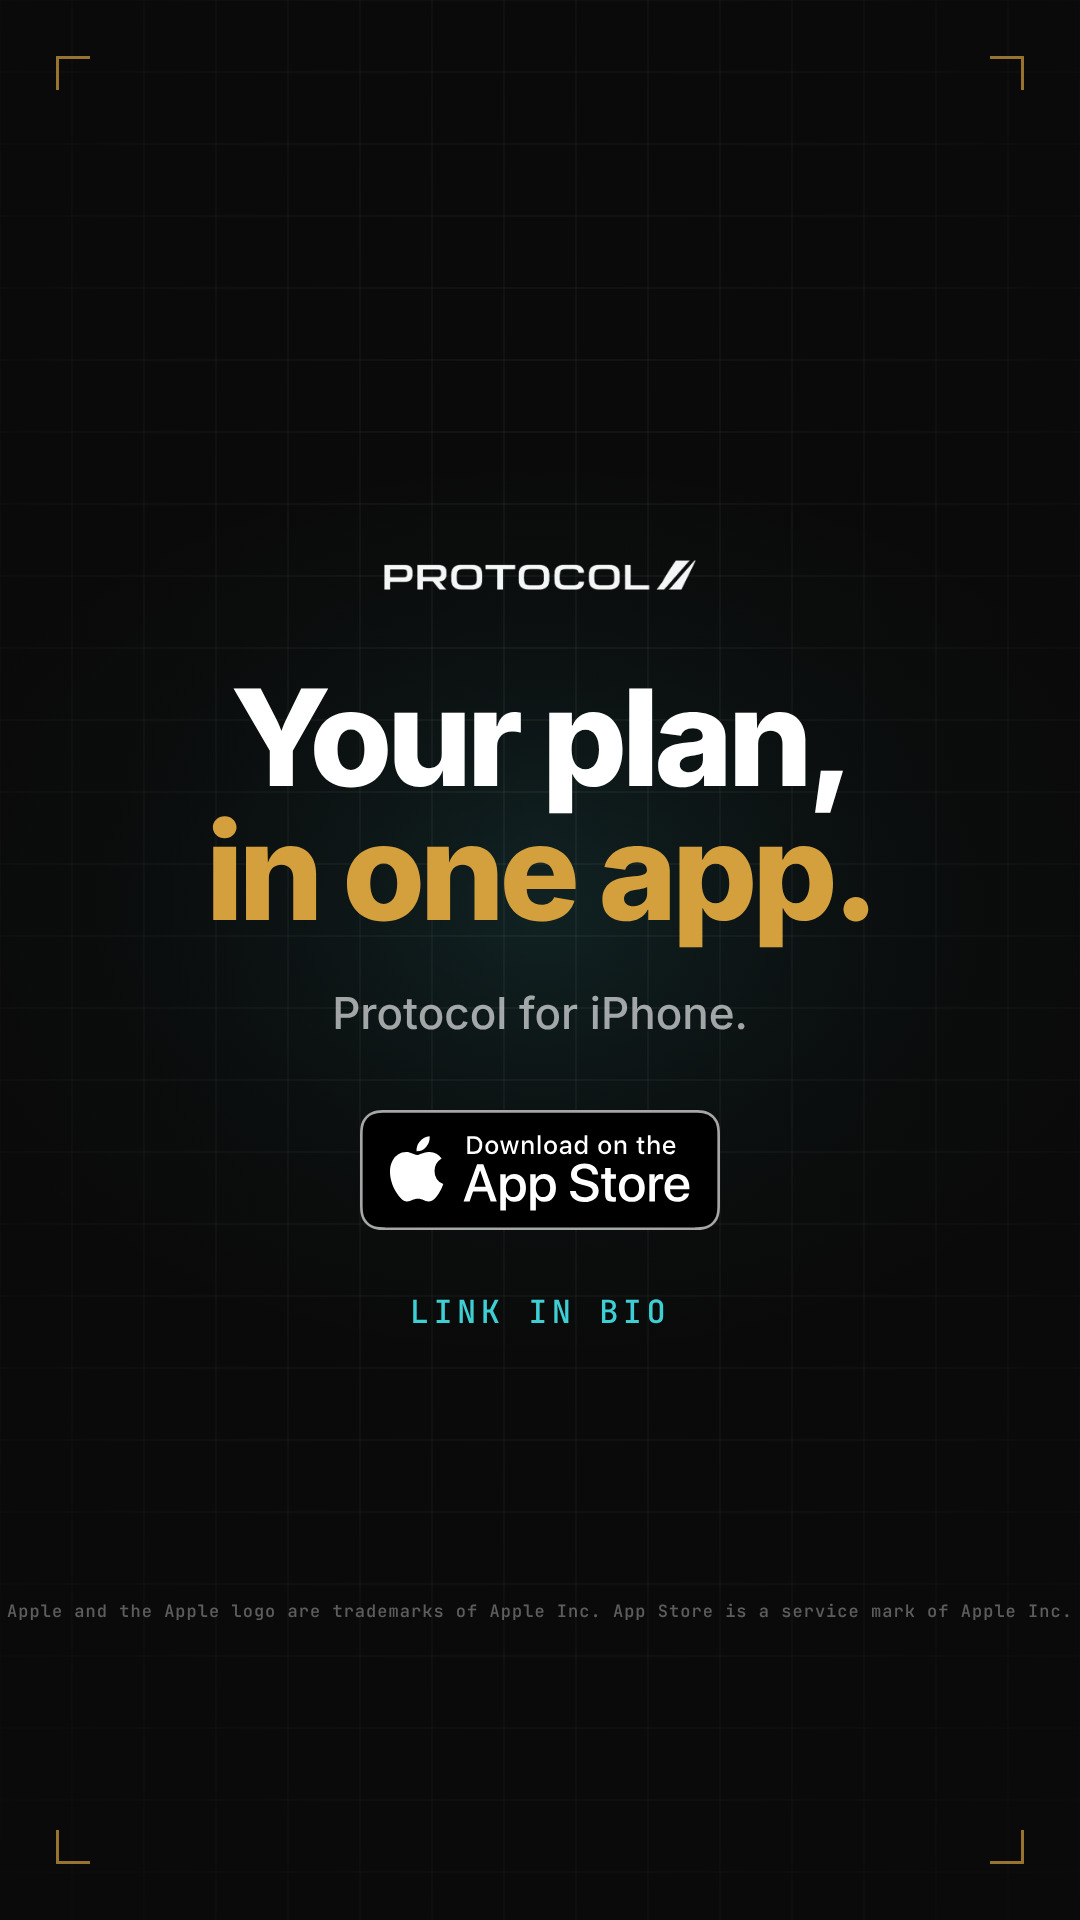 PROTOCOL
Your plan,
in one app.
Protocol for iPhone.
Download on the
App Store
LINK IN BIO
Apple and the Apple logo are trademarks of Apple Inc. App Store is a service mark of Apple Inc.